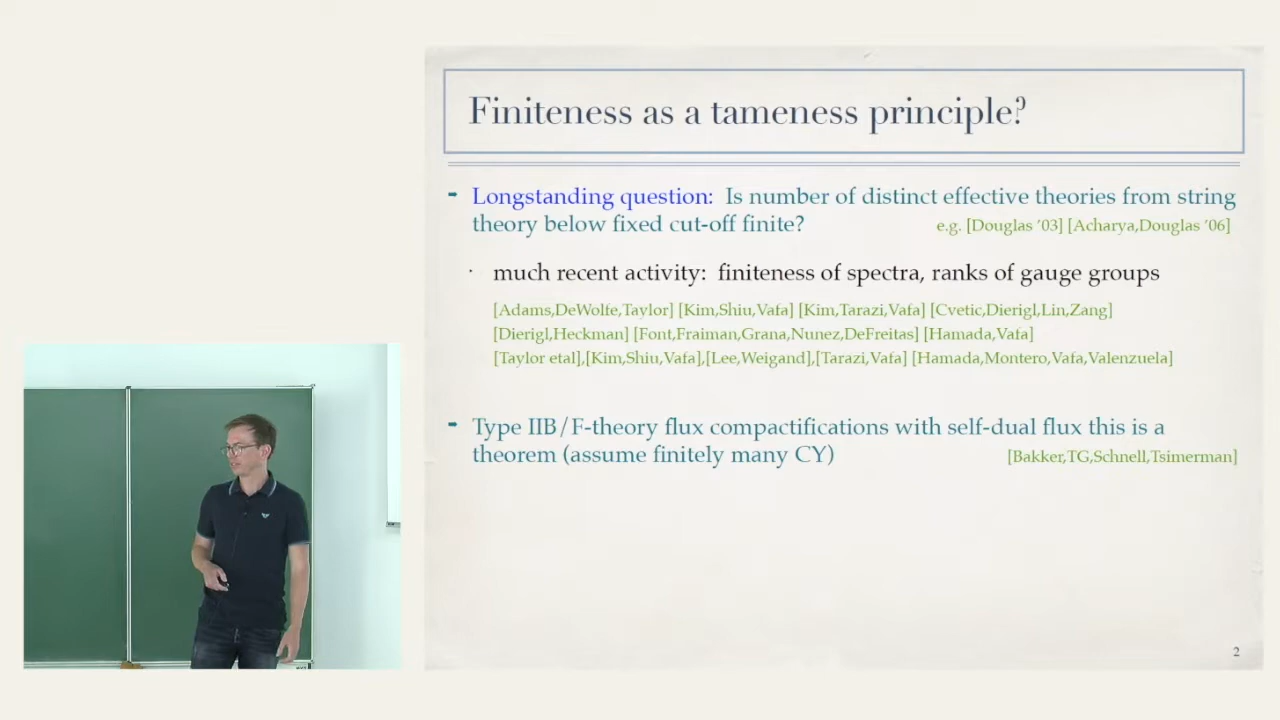 Finiteness as a tameness principle?
Longstanding question: Is number of distinct effective theories from string
theory below fixed cut-off finite? e.g. [Douglas ’03] [Acharya,Douglas ’06]
much recent activity: finiteness of spectra, ranks of gauge groups
[Adams,DeWolfe,Taylor] [Kim,Shiu,Vafa] [Kim,Tarazi,Vafa] [Cvetic,Dierigl,Lin,Zang]
[Dierigl,Heckman] [Font,Fraiman,Grana,Nunez,DeFreitas] [Hamada,Vafa]
[Taylor etal],[Kim,Shiu,Vafa],[Lee,Weigand],[Tarazi,Vafa] [Hamada,Montero,Vafa,Valenzuela]
Type IIB/F-theory flux compactifications with self-dual flux this is a
theorem (assume finitely many CY) [Bakker,TG,Schnell,Tsimerman]
2